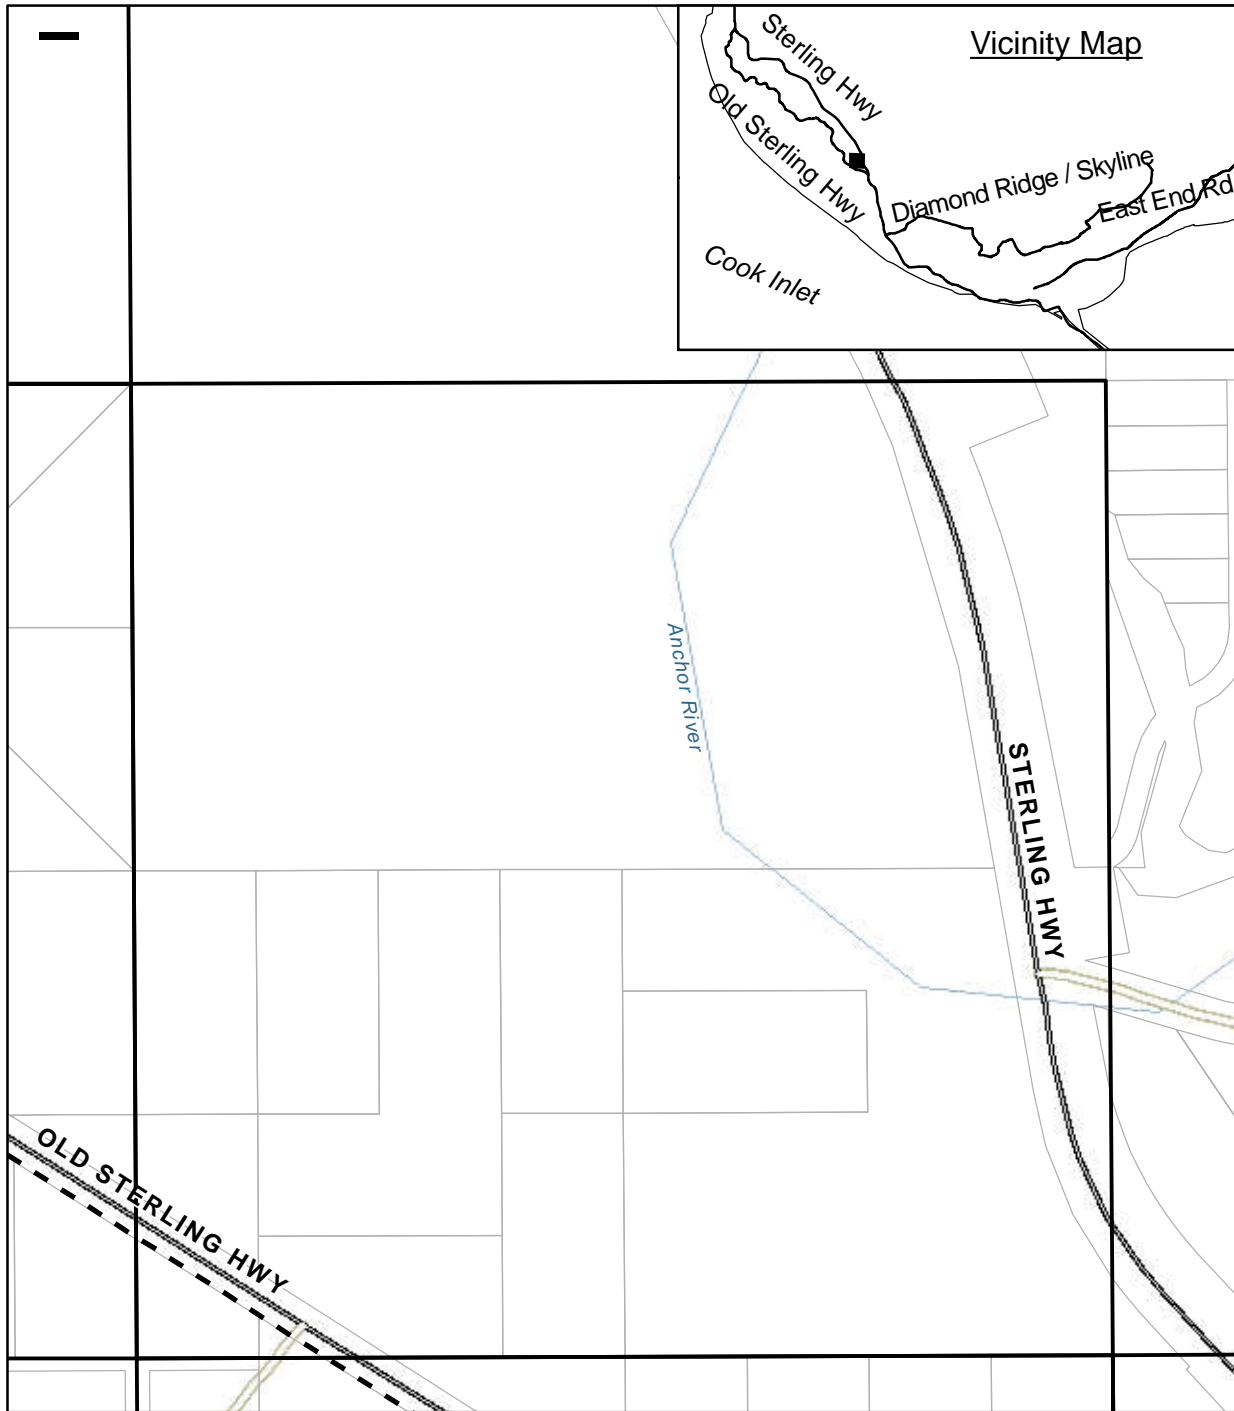 Vicinity Map
Sterling Hwy
Old Sterling Hwy
Diamond Ridge / Skyline
East End Rd
Cook Inlet
Anchor River
STERLING HWY
OLD STERLING HWY